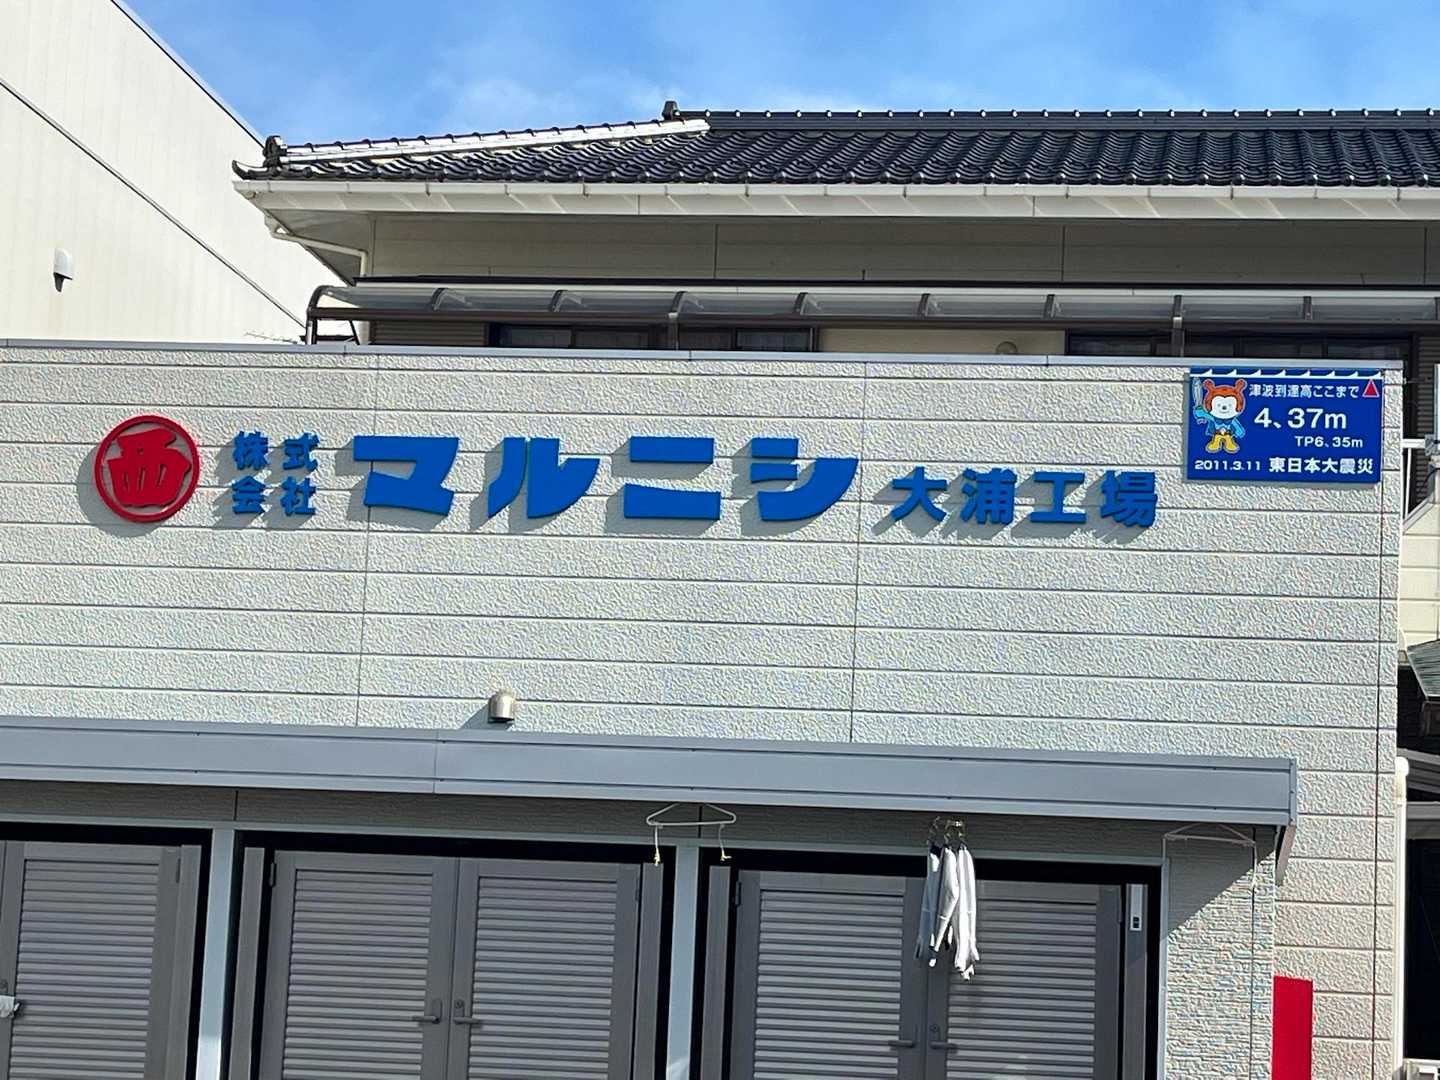 西
株式
会社
マルニシ 大浦工場
津波到達高ここまで
4、37m
TP6、35m
2011.3.11 東日本大震災